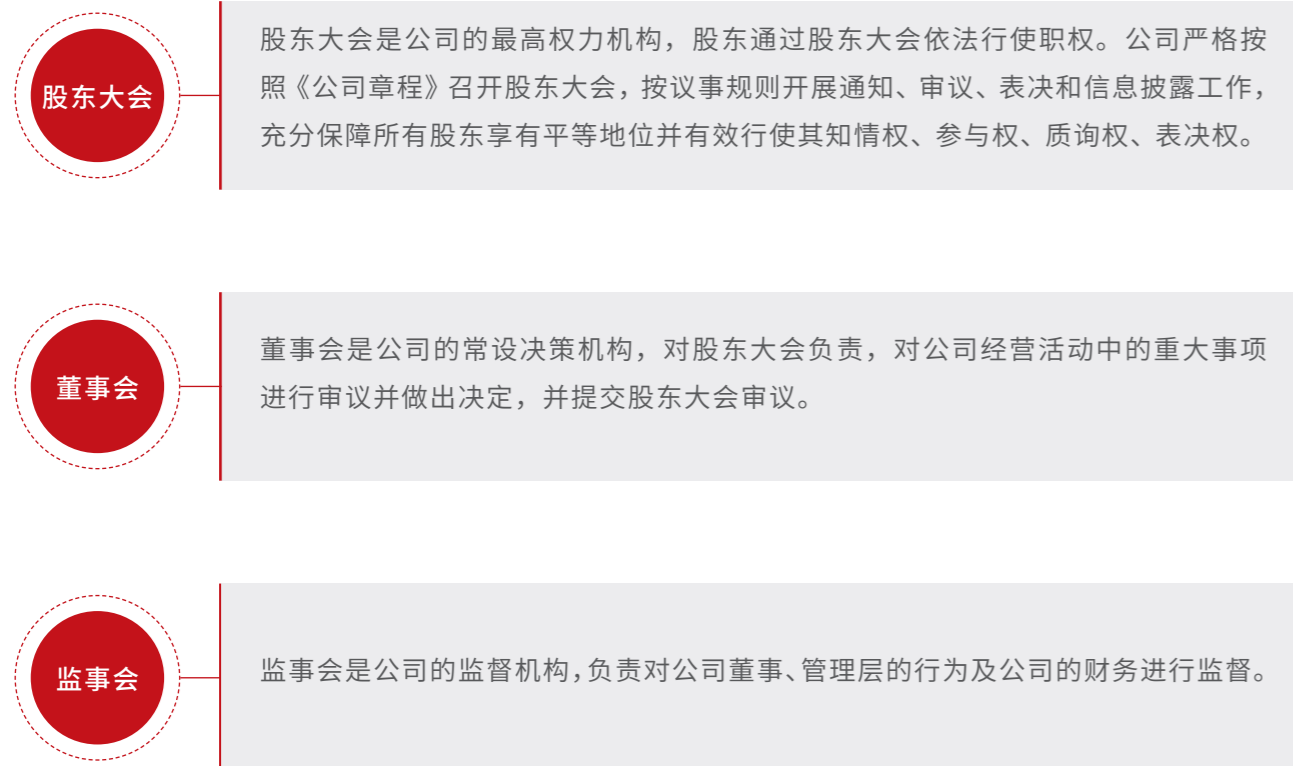 股东大会
股东大会是公司的最高权力机构，股东通过股东大会依法行使职权。公司严格按
照《公司章程》召开股东大会，按议事规则开展通知、审议、表决和信息披露工作，
充分保障所有股东享有平等地位并有效行使其知情权、参与权、质询权、表决权。
董事会
董事会是公司的常设决策机构，对股东大会负责，对公司经营活动中的重大事项
进行审议并做出决定，并提交股东大会审议。
监事会
监事会是公司的监督机构，负责对公司董事、管理层的行为及公司的财务进行监督。